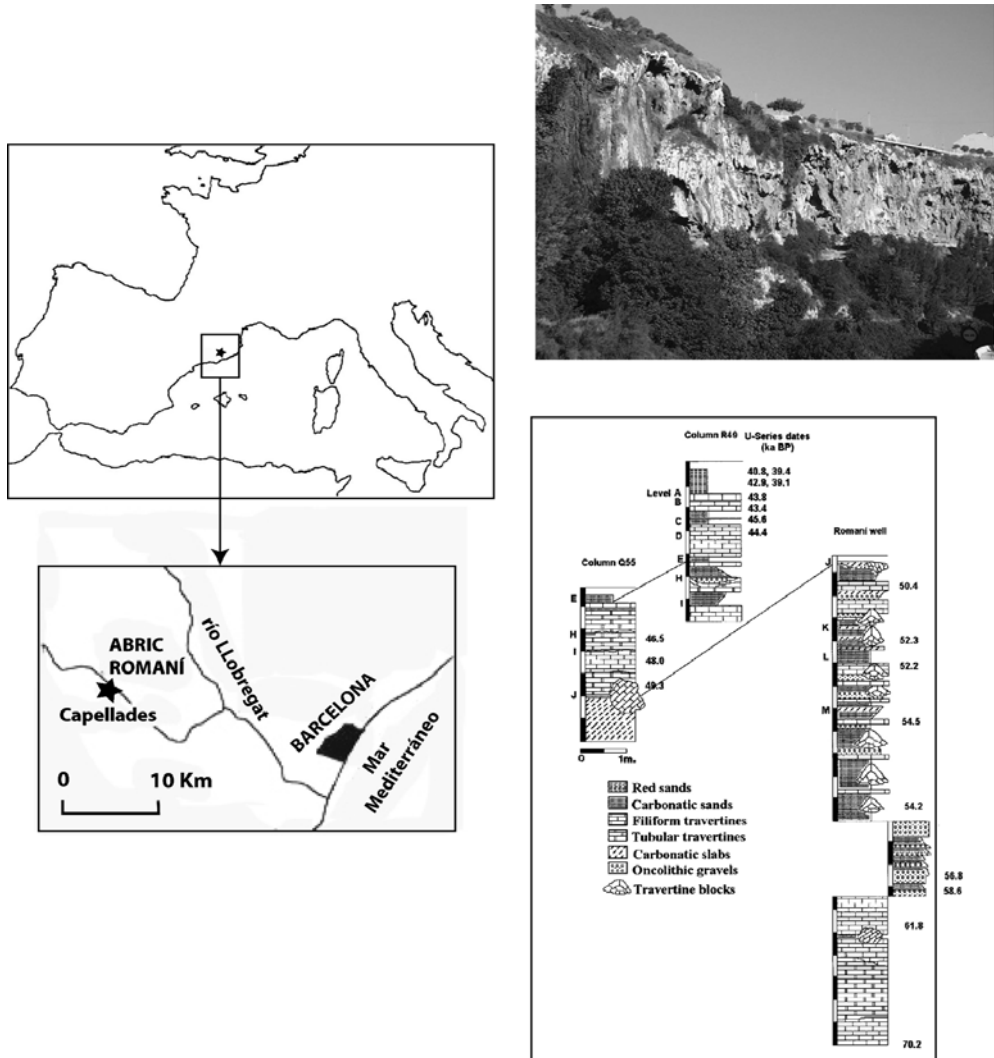 ABRIC
ROMANÍ
Capellades
río LLobregat
BARCELONA
Mar
Mediterráneo
0 10 Km
Column R46 U-Series dates
(ka BP)
40.8, 39.4
42.9, 39.1
Level A
B
43.8
43.4
C
45.6
D
44.4
E
H
I
Column Q55
E
H
46.5
I
48.0
49.3
J
0 1m.
Romaní well
J
50.4
K
52.3
L
52.2
M
54.5
54.2
56.8
58.6
61.8
70.2
Red sands
Carbonatic sands
Filiform travertines
Tubular travertines
Carbonatic slabs
Oncolithic gravels
Travertine blocks